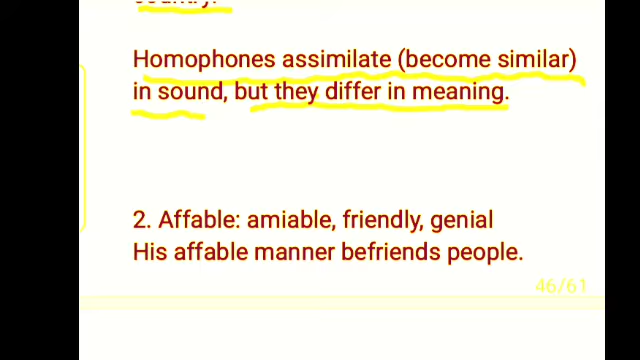 country.
Homophones assimilate (become similar)
in sound, but they differ in meaning.
2. Affable: amiable, friendly, genial
His affable manner befriends people.
46/61